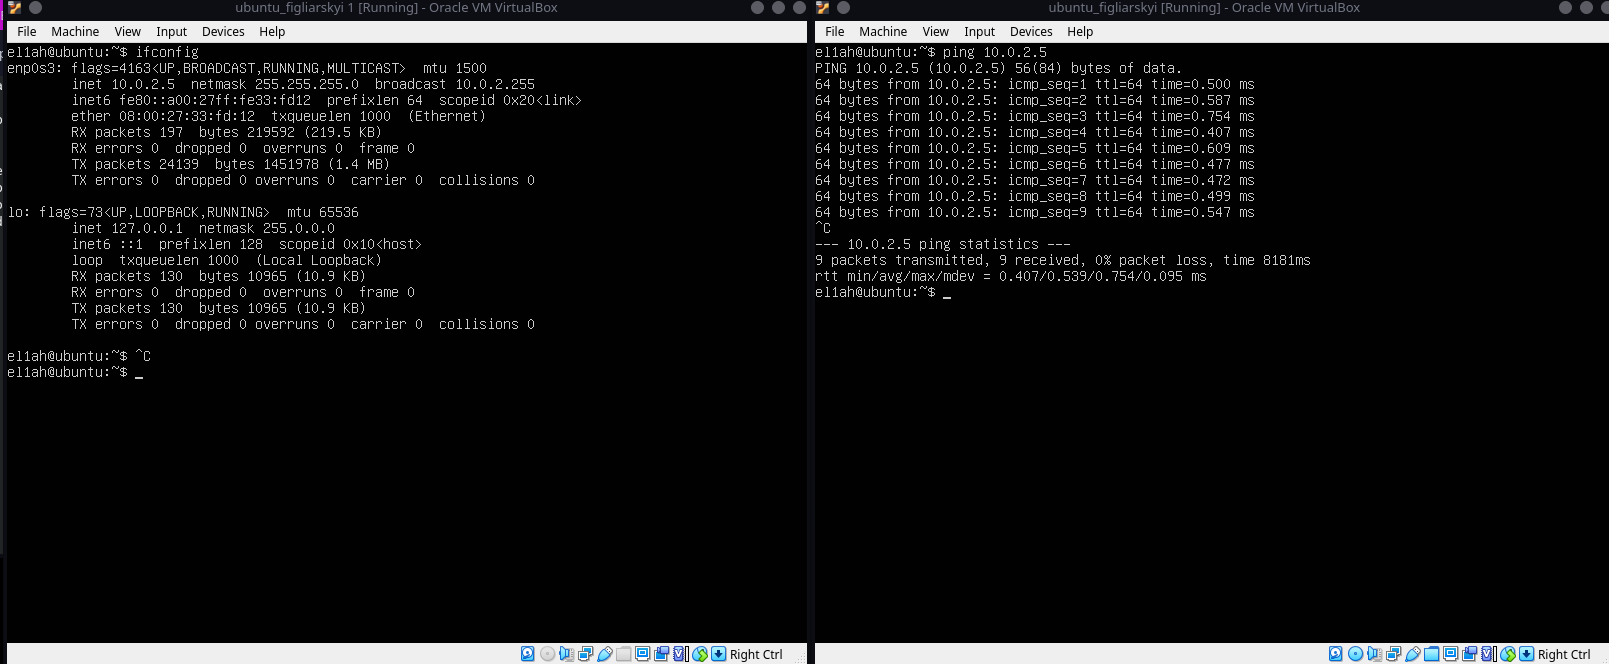 ubuntu_figliarskyi 1 [Running] - Oracle VM VirtualBox
File Machine View Input Devices Help
el1ah@ubuntu:~$ ifconfig
enp0s3: flags=4163<UP,BROADCAST,RUNNING,MULTICAST>  mtu 1500
        inet 10.0.2.5  netmask 255.255.255.0  broadcast 10.0.2.255
        inet6 fe80::a00:27ff:fe33:fd12  prefixlen 64  scopeid 0x20<link>
        ether 08:00:27:33:fd:12  txqueuelen 1000  (Ethernet)
        RX packets 197  bytes 219592 (219.5 KB)
        RX errors 0  dropped 0  overruns 0  frame 0
        TX packets 24139  bytes 1451978 (1.4 MB)
        TX errors 0  dropped 0 overruns 0  carrier 0  collisions 0
lo: flags=73<UP,LOOPBACK,RUNNING>  mtu 65536
        inet 127.0.0.1  netmask 255.0.0.0
        inet6 ::1  prefixlen 128  scopeid 0x10<host>
        loop  txqueuelen 1000  (Local Loopback)
        RX packets 130  bytes 10965 (10.9 KB)
        RX errors 0  dropped 0  overruns 0  frame 0
        TX packets 130  bytes 10965 (10.9 KB)
        TX errors 0  dropped 0 overruns 0  carrier 0  collisions 0
el1ah@ubuntu:~$ ^C
el1ah@ubuntu:~$ _
Right Ctrl
ubuntu_figliarskyi [Running] - Oracle VM VirtualBox
File Machine View Input Devices Help
el1ah@ubuntu:~$ ping 10.0.2.5
PING 10.0.2.5 (10.0.2.5) 56(84) bytes of data.
64 bytes from 10.0.2.5: icmp_seq=1 ttl=64 time=0.500 ms
64 bytes from 10.0.2.5: icmp_seq=2 ttl=64 time=0.587 ms
64 bytes from 10.0.2.5: icmp_seq=3 ttl=64 time=0.754 ms
64 bytes from 10.0.2.5: icmp_seq=4 ttl=64 time=0.407 ms
64 bytes from 10.0.2.5: icmp_seq=5 ttl=64 time=0.609 ms
64 bytes from 10.0.2.5: icmp_seq=6 ttl=64 time=0.477 ms
64 bytes from 10.0.2.5: icmp_seq=7 ttl=64 time=0.472 ms
64 bytes from 10.0.2.5: icmp_seq=8 ttl=64 time=0.499 ms
64 bytes from 10.0.2.5: icmp_seq=9 ttl=64 time=0.547 ms
^C
--- 10.0.2.5 ping statistics ---
9 packets transmitted, 9 received, 0% packet loss, time 8181ms
rtt min/avg/max/mdev = 0.407/0.539/0.754/0.095 ms
el1ah@ubuntu:~$ _
Right Ctrl